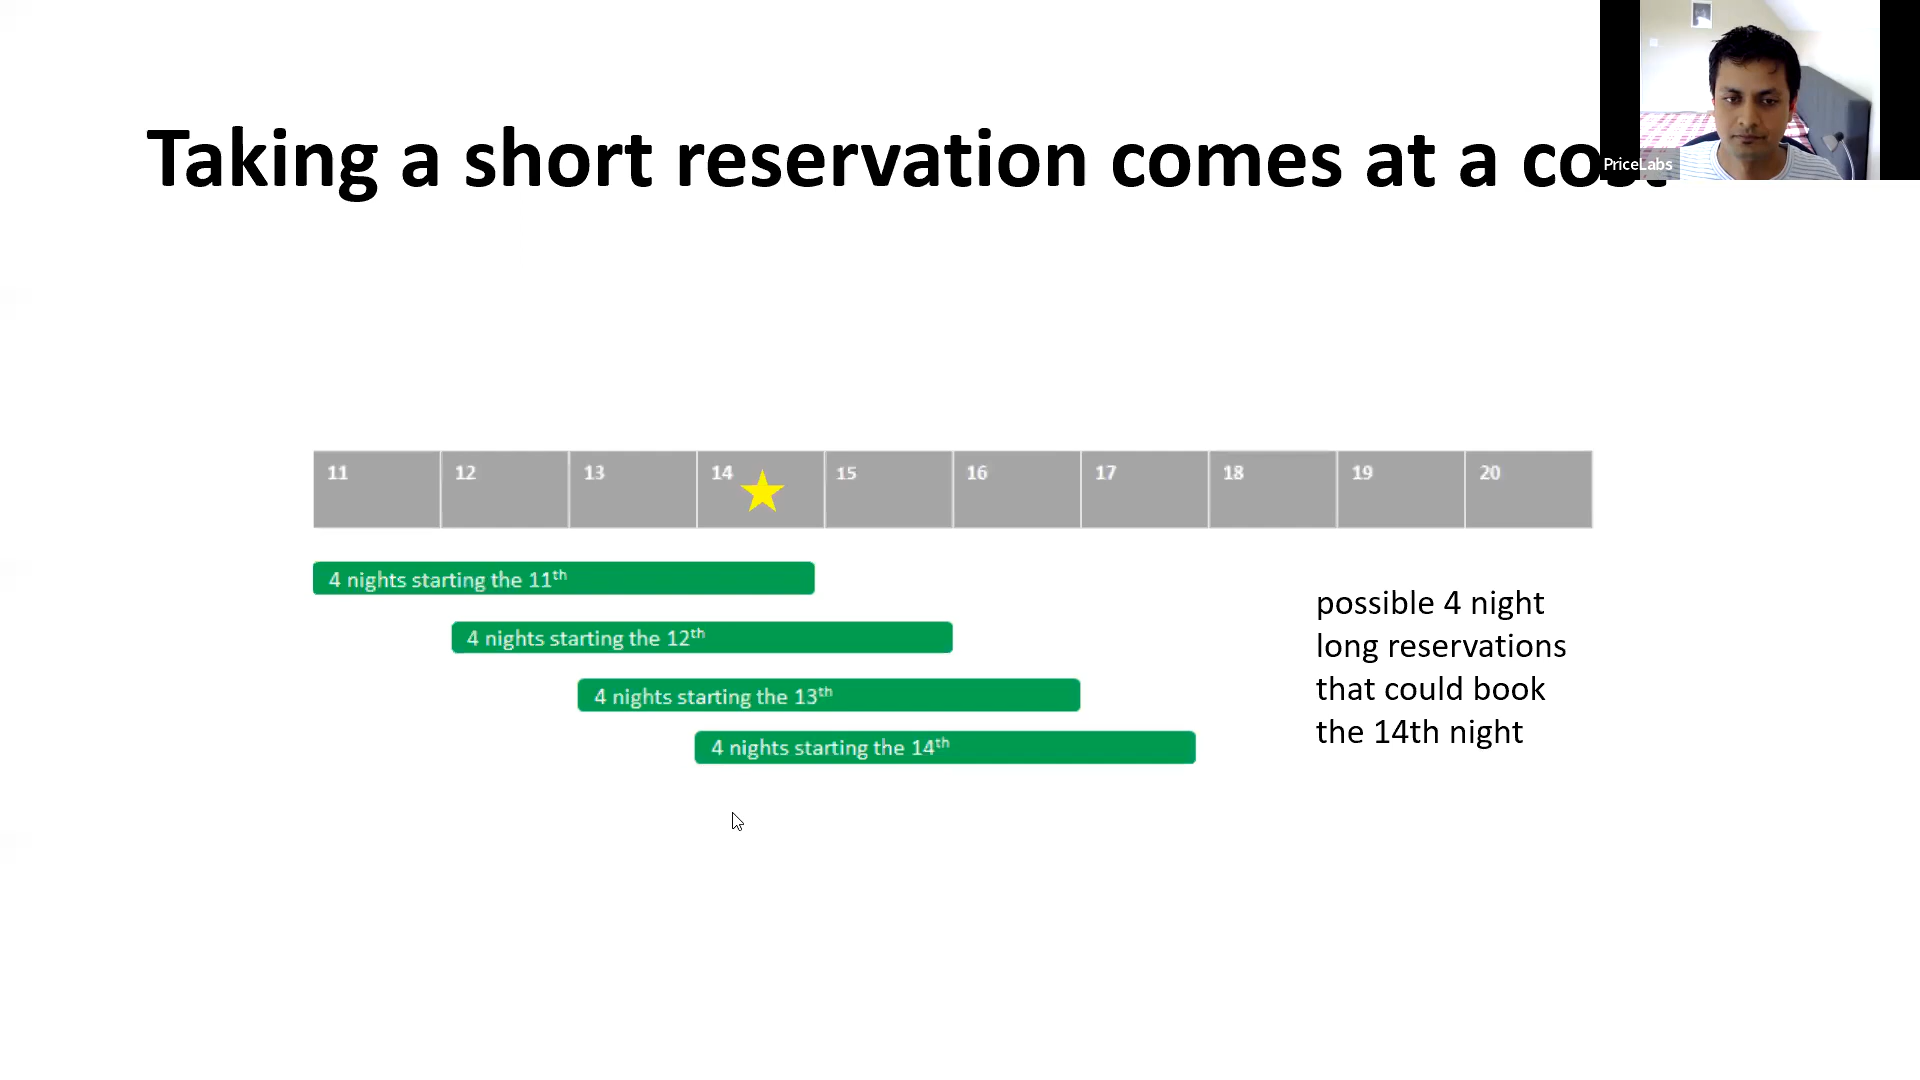 Taking a short reservation comes at a cost
PriceLabs
11 12 13 14 15 16 17 18 19 20
4 nights starting the 11th
4 nights starting the 12th
4 nights starting the 13th
4 nights starting the 14th
possible 4 night
long reservations
that could book
the 14th night